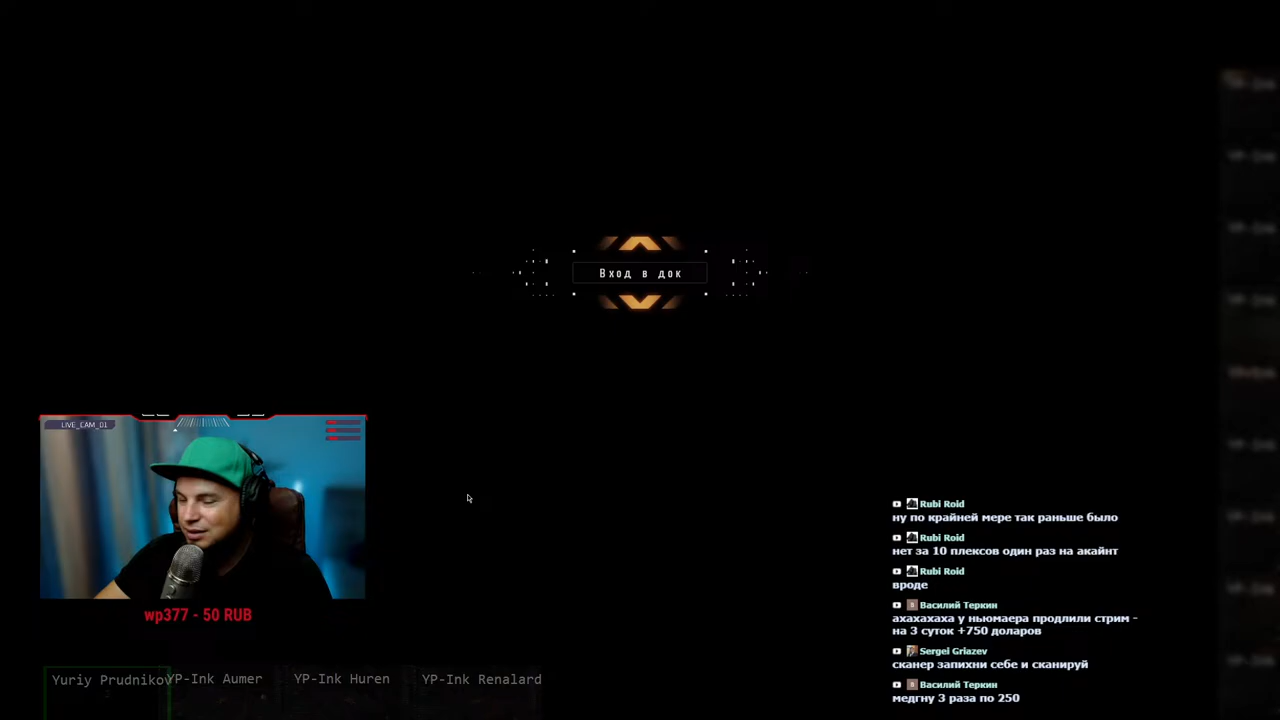 Вход в док
LIVE_CAM_01
wp377 - 50 RUB
Yuriy Prudnikov
YP-Ink Aumer
YP-Ink Huren
YP-Ink Renalard
Rubi Roid
ну по крайней мере так раньше было
Rubi Roid
нет за 10 плексов один раз на акайнт
Rubi Roid
вроде
Василий Теркин
ахахахаха у ньюмаера продлили стрим -
на 3 суток +750 доларов
Sergei Griazev
сканер запихни себе и сканируй
Василий Теркин
медгну 3 раза по 250